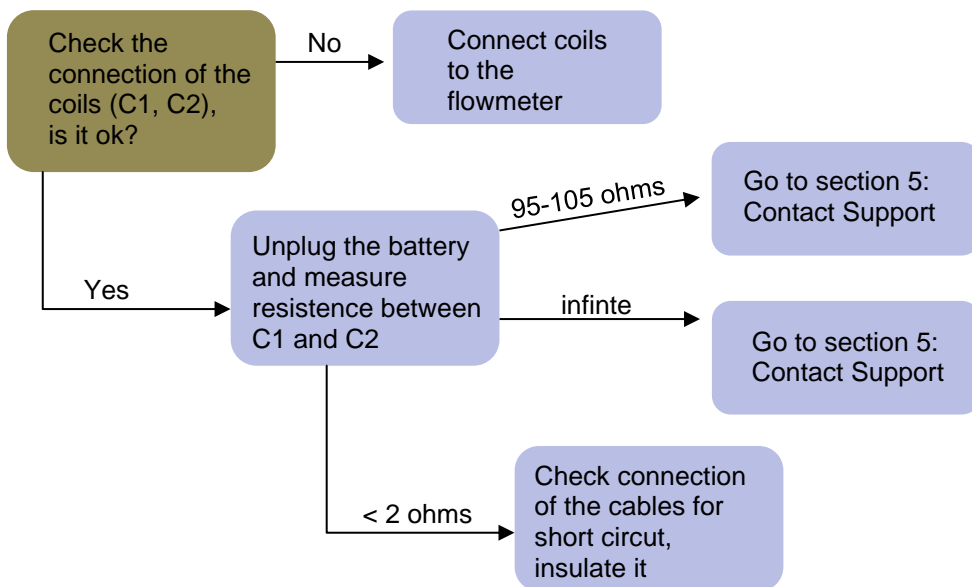 Check the
connection of the
coils (C1, C2),
is it ok?
No
Connect coils
to the
flowmeter
Yes
Unplug the battery
and measure
resistence between
C1 and C2
95-105 ohms
Go to section 5:
Contact Support
infinte
Go to section 5:
Contact Support
< 2 ohms
Check connection
of the cables for
short circut,
insulate it